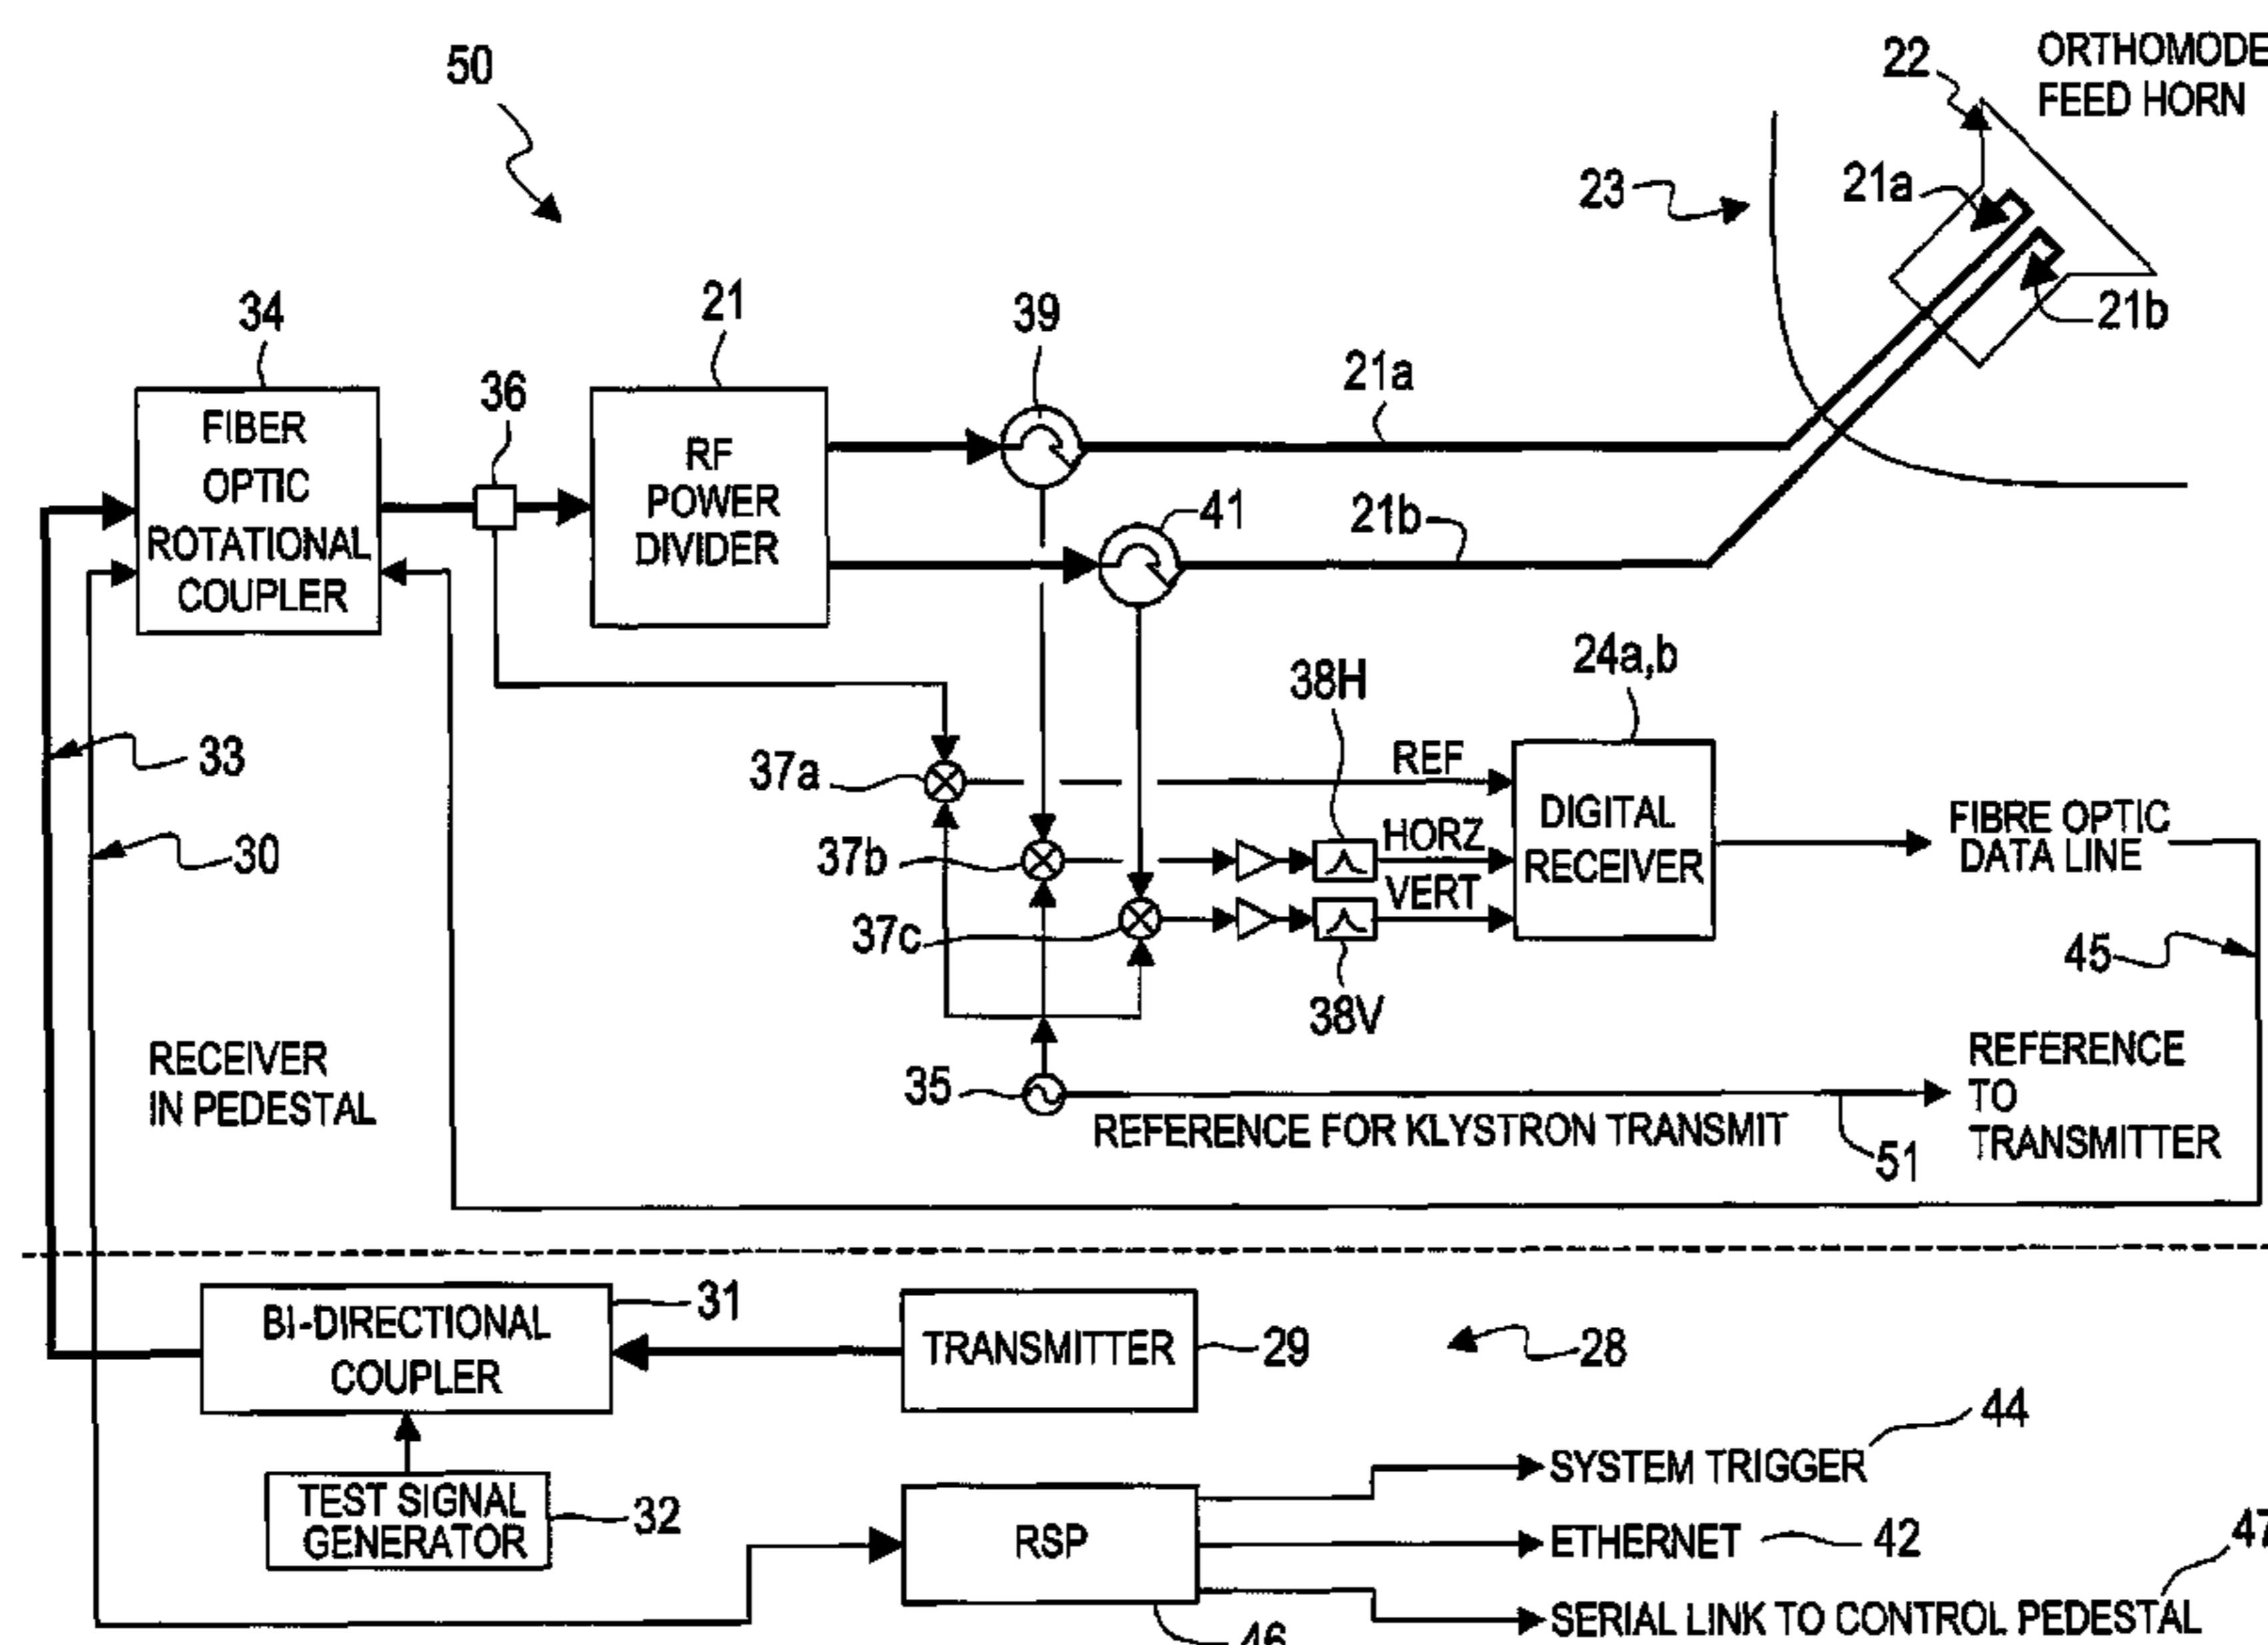 50
22
ORTHOMODE
FEED HORN
23
21a
21b
34
36
21
39
21a
FIBER
OPTIC
ROTATIONAL
COUPLER
RF
POWER
DIVIDER
21b
41
24a,b
38H
33
37a
REF
30
37b
HORZ
DIGITAL
RECEIVER
FIBRE OPTIC
DATA LINE
VERT
37c
45
38V
RECEIVER
IN PEDESTAL
35
REFERENCE
TO
TRANSMITTER
REFERENCE FOR KLYSTRON TRANSMIT
51
BI-DIRECTIONAL
COUPLER
31
TRANSMITTER
29
28
44
SYSTEM TRIGGER
TEST SIGNAL
GENERATOR
32
RSP
ETHERNET
42
47
SERIAL LINK TO CONTROL PEDESTAL
46